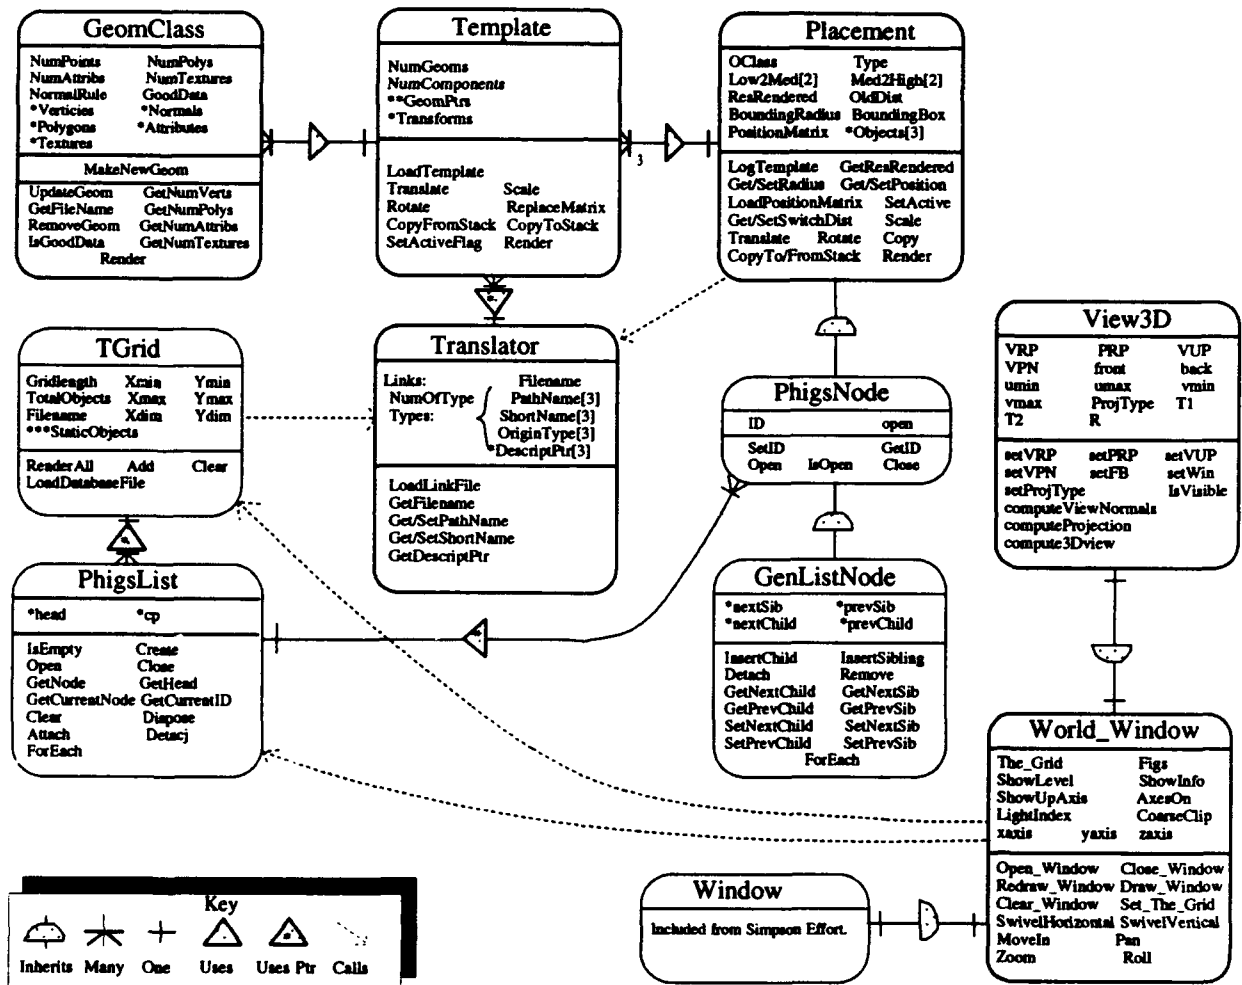 GeomClass
NumPoints NumPolys
NumAttribs NumTextures
NormalRule GoodData
*Verticies *Normals
*Polygons *Attributes
*Textures
MakeNewGeom
UpdateGeom GetNumVerts
GetFileName GetNumPolys
RemoveGeom GetNumAttribs
IsGoodData GetNumTextures
Render
Template
NumGeoms
NumComponents
**GeomPtrs
*Transforms
LoadTemplate
Translate Scale
Rotate ReplaceMatrix
CopyFromStack CopyToStack
SetActiveFlag Render
3
Placement
OClass Type
Low2Med[2] Med2High[2]
ResRendered OldDist
BoundingRadius BoundingBox
PositionMatrix *Objects[3]
LogTemplate GetResRendered
Get/SetRadius Get/SetPosition
LoadPositionMatrix SetActive
Get/SetSwitchDist Scale
Translate Rotate Copy
CopyTo/FromStack Render
TGrid
Gridlength Xmin Ymin
TotalObjects Xmax Ymax
Filename Xdim Ydim
***StaticObjects
RenderAll Add Clear
LoadDatabaseFile
Translator
Links: Filename
NumOfType PathName[3]
Types: ShortName[3]
OriginType[3]
*DescriptPtr[3]
LoadLinkFile
GetFilename
Get/SetPathName
Get/SetShortName
GetDescriptPtr
PhigsNode
ID open
SetID GetID
Open IsOpen Close
View3D
VRP PRP VUP
VPN front back
umin umax vmin
vmax ProjType T1
T2 R
setVRP setPRP setVUP
setVPN setFB setWin
setProjType IsVisible
computeViewNormals
computeProjection
compute3Dview
PhigsList
*head *cp
IsEmpty Create
Open Close
GetNode GetHead
GetCurrentNode GetCurrentID
Clear Dispose
Attach Detacj
ForEach
GenListNode
*nextSib *prevSib
*nextChild *prevChild
InsertChild InsertSibling
Detach Remove
GetNextChild GetNextSib
GetPrevChild GetPrevSib
SetNextChild SetNextSib
SetPrevChild SetPrevSib
ForEach
World_Window
The_Grid Figs
ShowLevel ShowInfo
ShowUpAxis AxesOn
LightIndex CoarseClip
xaxis yaxis zaxis
Open_Window Close_Window
Redraw_Window Draw_Window
Clear_Window Set_The_Grid
SwivelHorizontal SwivelVertical
MoveIn Pan
Zoom Roll
Window
Included from Simpson Effort.
Key
Inherits Many One Uses Uses Ptr Calls